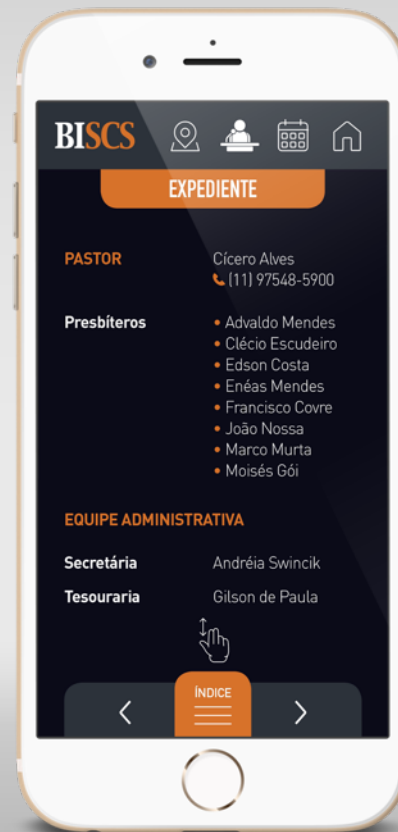 BISCS
EXPEDIENTE
PASTOR Cícero Alves
(11) 97548-5900
Presbíteros • Advaldo Mendes
• Clécio Escudeiro
• Edson Costa
• Enéas Mendes
• Francisco Covre
• João Nossa
• Marco Murta
• Moisés Gói
EQUIPE ADMINISTRATIVA
Secretária Andréia Swincik
Tesouraria Gilson de Paula
ÍNDICE